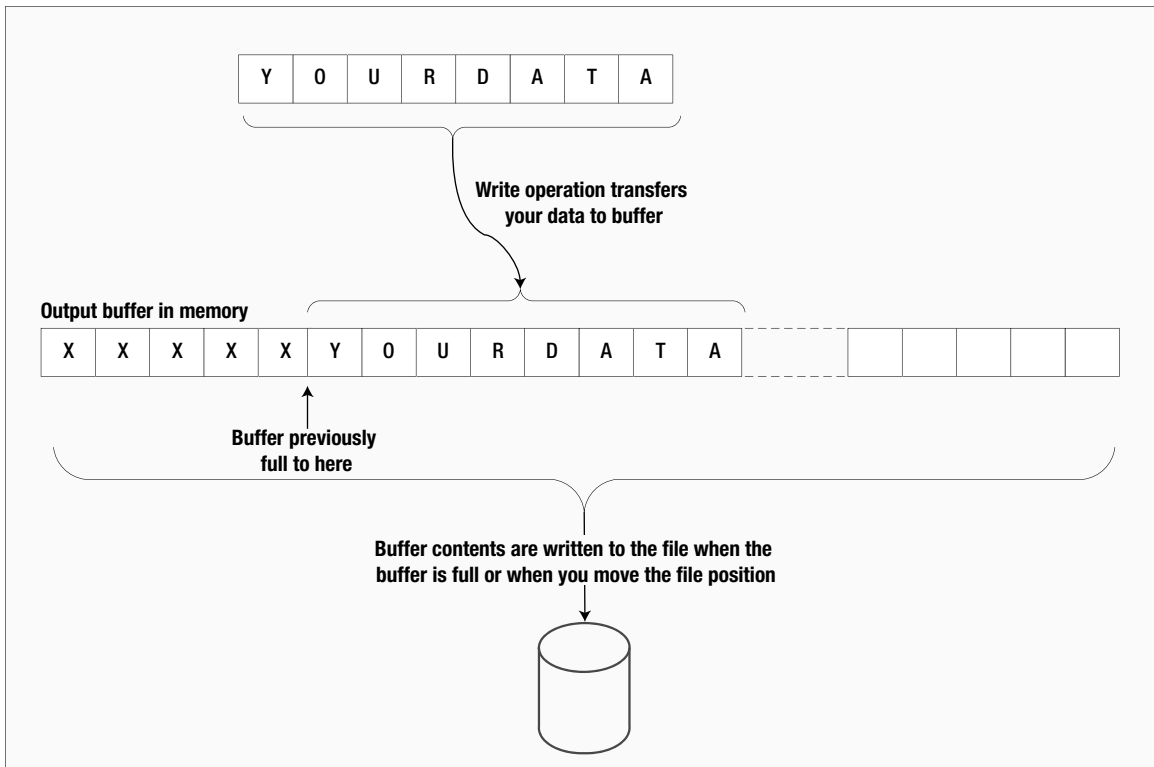 Y O U R D A T A
Write operation transfers
your data to buffer
Output buffer in memory
X X X X X Y O U R D A T A
Buffer previously
full to here
Buffer contents are written to the file when the
buffer is full or when you move the file position